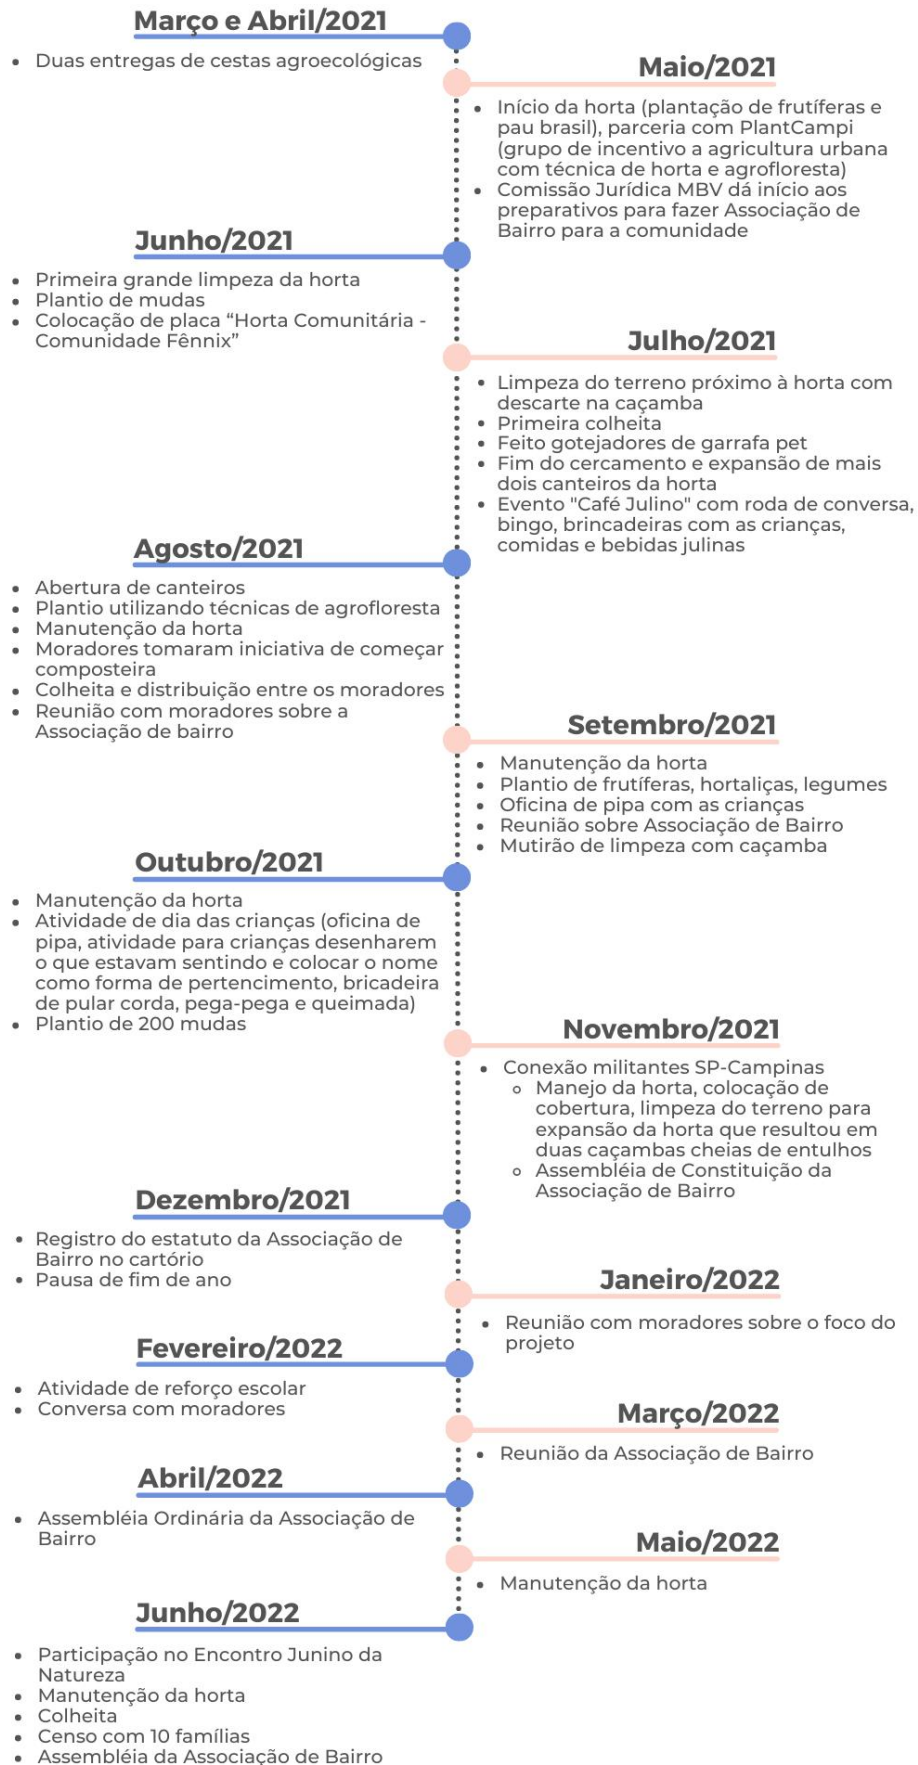 Março e Abril/2021
• Duas entregas de cestas agroecológicas
Maio/2021
• Início da horta (plantação de frutíferas e
pau brasil), parceria com PlantCampi
(grupo de incentivo a agricultura urbana
com técnica de horta e agrofloresta)
• Comissão Jurídica MBV dá início aos
preparativos para fazer Associação de
Bairro para a comunidade
Junho/2021
• Primeira grande limpeza da horta
• Plantio de mudas
• Colocação de placa “Horta Comunitária -
Comunidade Fênnix”
Julho/2021
• Limpeza do terreno próximo à horta com
descarte na caçamba
• Primeira colheita
• Feito gotejadores de garrafa pet
• Fim do cercamento e expansão de mais
dois canteiros da horta
• Evento "Café Julino" com roda de conversa,
bingo, brincadeiras com as crianças,
comidas e bebidas julinas
Agosto/2021
• Abertura de canteiros
• Plantio utilizando técnicas de agrofloresta
• Manutenção da horta
• Moradores tomaram iniciativa de começar
composteira
• Colheita e distribuição entre os moradores
• Reunião com moradores sobre a
Associação de bairro
Setembro/2021
• Manutenção da horta
• Plantio de frutíferas, hortaliças, legumes
• Oficina de pipa com as crianças
• Reunião sobre Associação de Bairro
• Mutirão de limpeza com caçamba
Outubro/2021
• Manutenção da horta
• Atividade de dia das crianças (oficina de
pipa, atividade para crianças desenharem
o que estavam sentindo e colocar o nome
como forma de pertencimento, bricadeira
de pular corda, pega-pega e queimada)
• Plantio de 200 mudas
Novembro/2021
• Conexão militantes SP-Campinas
◦ Manejo da horta, colocação de
cobertura, limpeza do terreno para
expansão da horta que resultou em
duas caçambas cheias de entulhos
◦ Assembléia de Constituição da
Associação de Bairro
Dezembro/2021
• Registro do estatuto da Associação de
Bairro no cartório
• Pausa de fim de ano
Janeiro/2022
• Reunião com moradores sobre o foco do
projeto
Fevereiro/2022
• Atividade de reforço escolar
• Conversa com moradores
Março/2022
• Reunião da Associação de Bairro
Abril/2022
• Assembléia Ordinária da Associação de
Bairro
Maio/2022
• Manutenção da horta
Junho/2022
• Participação no Encontro Junino da
Natureza
• Manutenção da horta
• Colheita
• Censo com 10 famílias
• Assembléia da Associação de Bairro